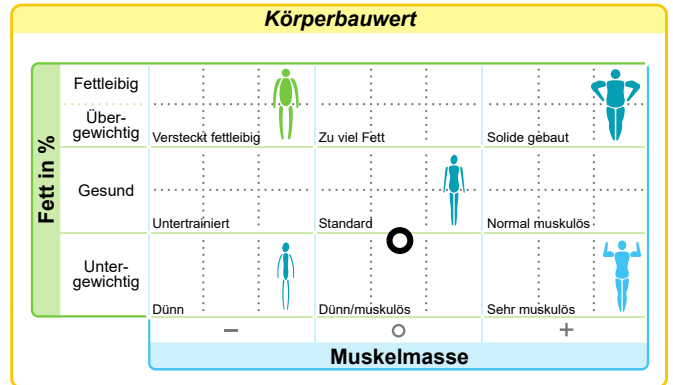 Körperbauwert
Fett in %
Fettleibig
Über-
gewichtig
Versteckt fettleibig
Zu viel Fett
Solide gebaut
Gesund
Untertrainiert
Standard
Normal muskulös
Unter-
gewichtig
Dünn
Dünn/muskulös
Sehr muskulös
− ○ +
Muskelmasse